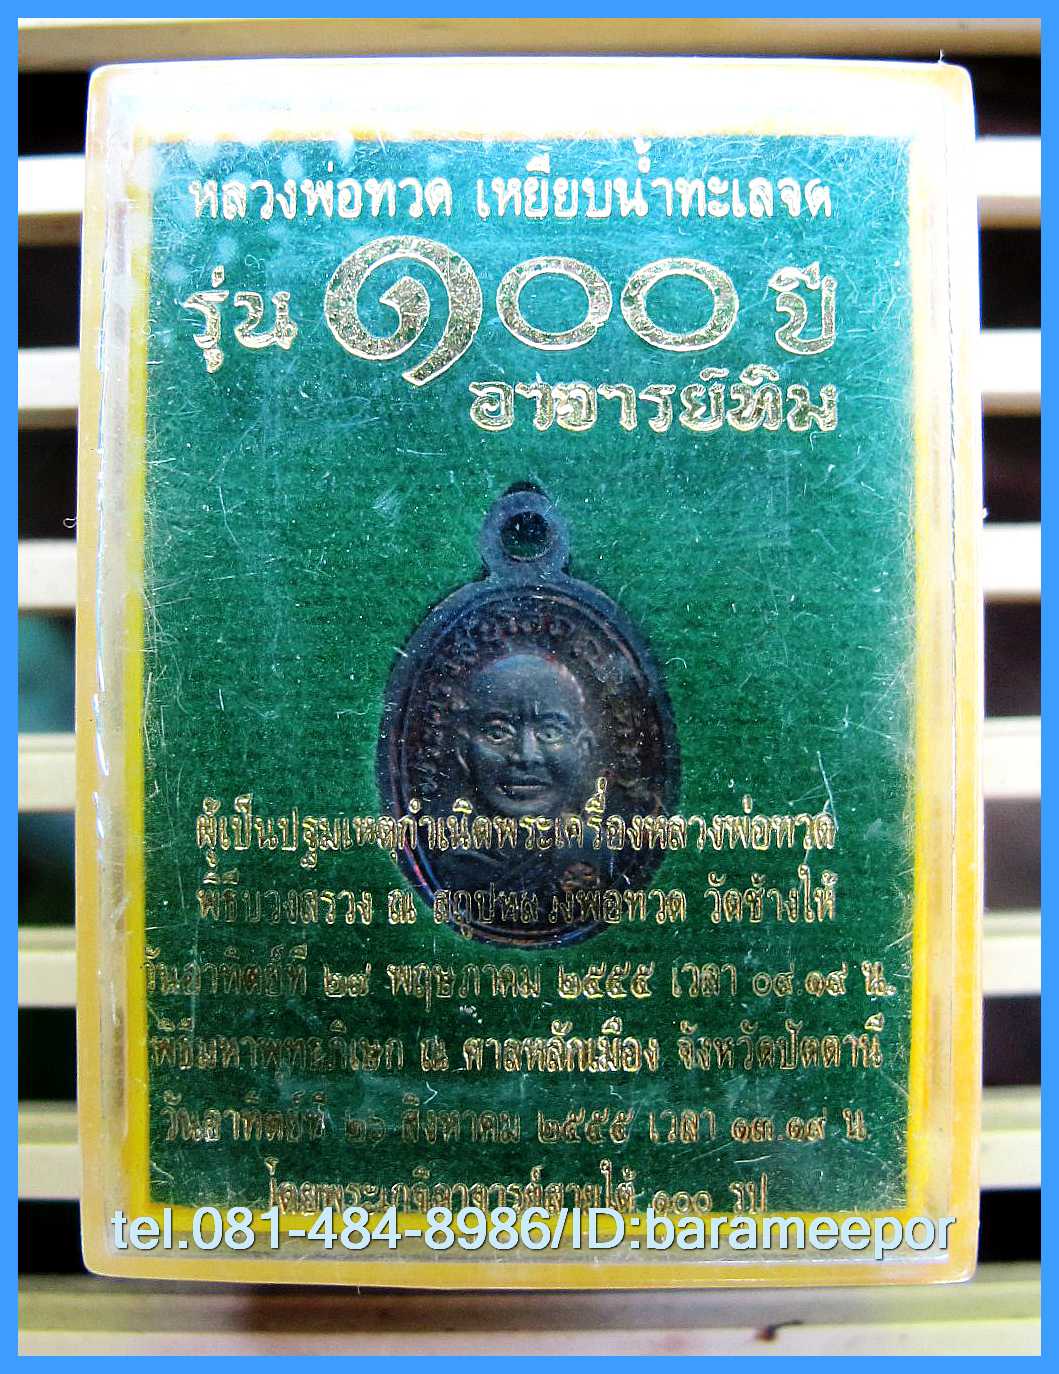 หลวงพ่อทวด เหยียบน้ำทะเลจืด
รุ่น ๑๐๐ ปี
อาจารย์ทิม
ผู้เป็นปฐมเหตุกำเนิดพระเครื่องหลวงพ่อทวด
พิธีบวงสรวง ณ สถูปหลวงพ่อทวด วัดช้างให้
วันอาทิตย์ที่ ๒๗ พฤษภาคม ๒๕๕๕ เวลา ๐๙.๑๙ น.
พิธีมหาพุทธาภิเษก ณ ศาลหลักเมือง จังหวัดปัตตานี
วันอาทิตย์ที่ ๒๖ สิงหาคม ๒๕๕๕ เวลา ๑๓.๑๙ น.
โดยพระเกจิอาจารย์สายใต้ ๑๐๐ รูป
tel.081-484-8986/ID:barameepor